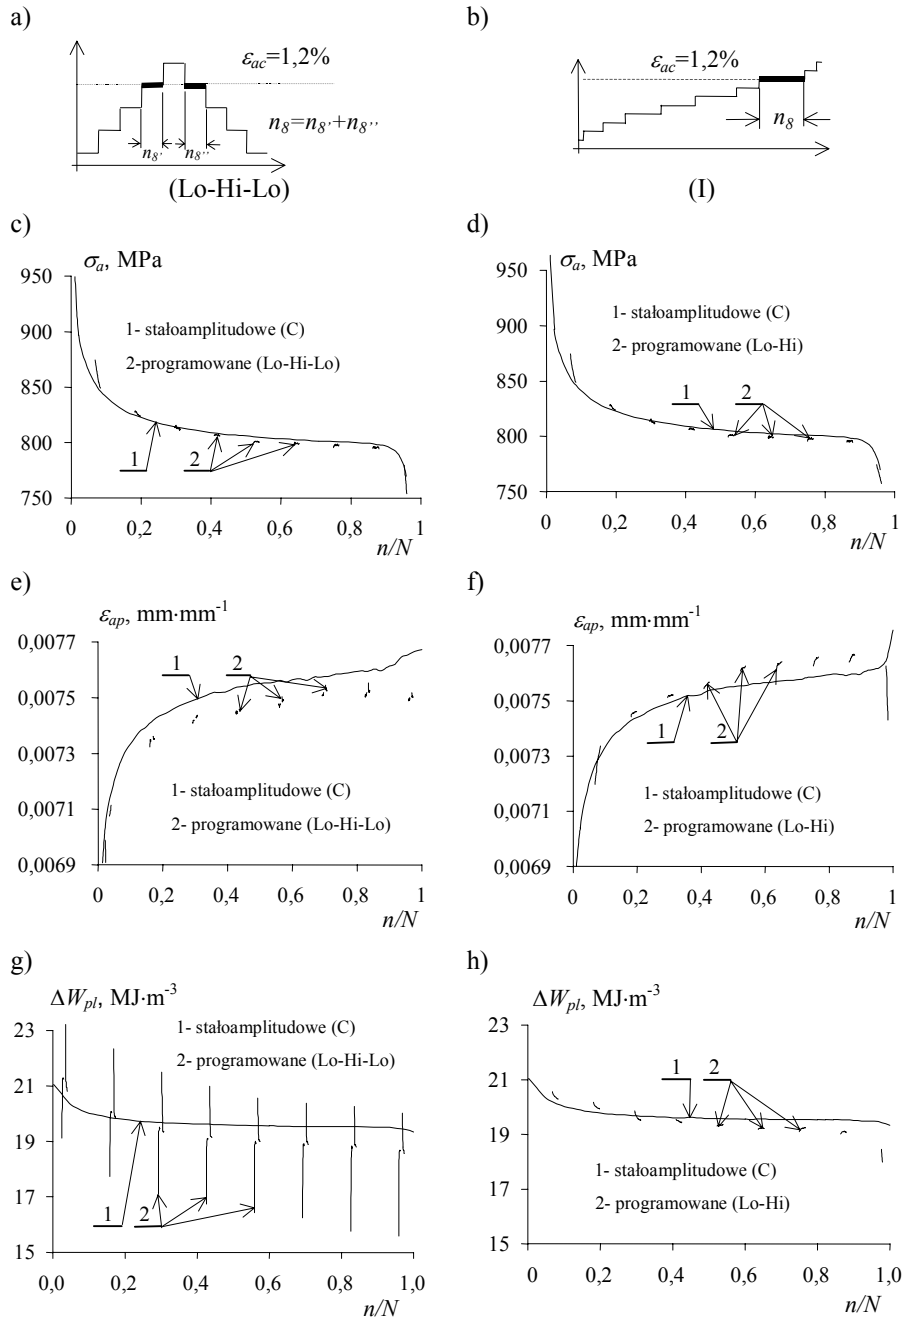 a)
b)
εac=1,2%
n8=n8'+n8''
n8' n8''
(Lo-Hi-Lo)
εac=1,2%
n8
(I)
c)
σa, MPa
950
900
850
800
750
1- stałoamplitudowe (C)
2-programowane (Lo-Hi-Lo)
1
2
0 0,2 0,4 0,6 0,8 1
n/N
d)
σa, MPa
950
900
850
800
750
1- stałoamplitudowe (C)
2- programowane (Lo-Hi)
1
2
0 0,2 0,4 0,6 0,8 1
n/N
e)
εap, mm·mm-1
0,0077
0,0075
0,0073
0,0071
0,0069
1
2
1- stałoamplitudowe (C)
2- programowane (Lo-Hi-Lo)
0 0,2 0,4 0,6 0,8 1
n/N
f)
εap, mm·mm-1
0,0077
0,0075
0,0073
0,0071
0,0069
1
2
1- stałoamplitudowe (C)
2- programowane (Lo-Hi)
0 0,2 0,4 0,6 0,8 1
n/N
g)
ΔWpl, MJ·m-3
23
21
19
17
15
1- stałoamplitudowe (C)
2- programowane (Lo-Hi-Lo)
1
2
0,0 0,2 0,4 0,6 0,8 1,0
n/N
h)
ΔWpl, MJ·m-3
23
21
19
17
15
1
2
1- stałoamplitudowe (C)
2- programowane (Lo-Hi)
0 0,2 0,4 0,6 0,8 1,0
n/N